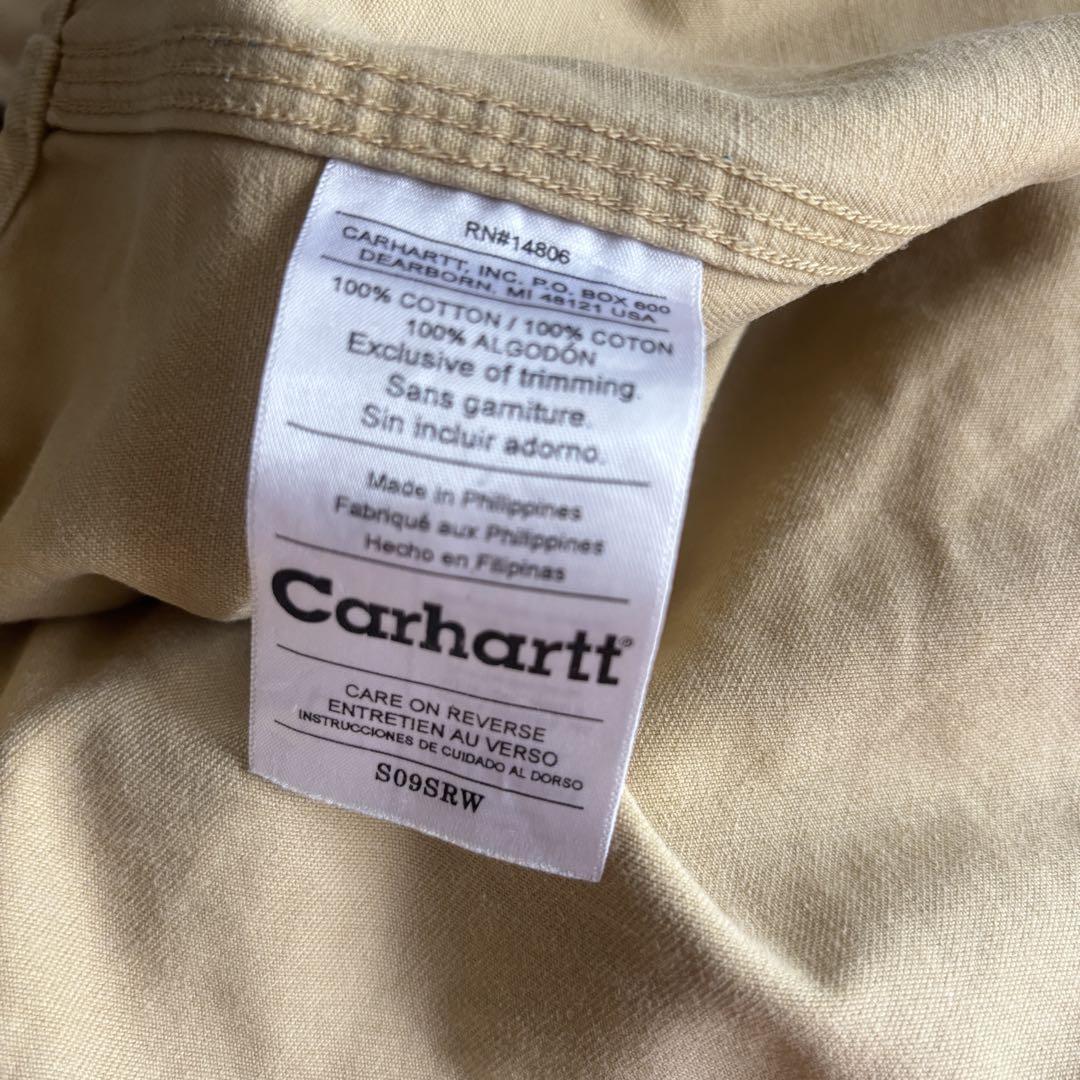 RN#14806
CARHARTT, INC. P.O. BOX 600
DEARBORN, MI 48121 USA
100% COTTON / 100% COTON
100% ALGODÓN
Exclusive of trimming.
Sans garniture.
Sin incluir adorno.
Made in Philippines
Fabriqué aux Philippines
Hecho en Filipinas
Carhartt®
CARE ON REVERSE
ENTRETIEN AU VERSO
INSTRUCCIONES DE CUIDADO AL DORSO
S09SRW